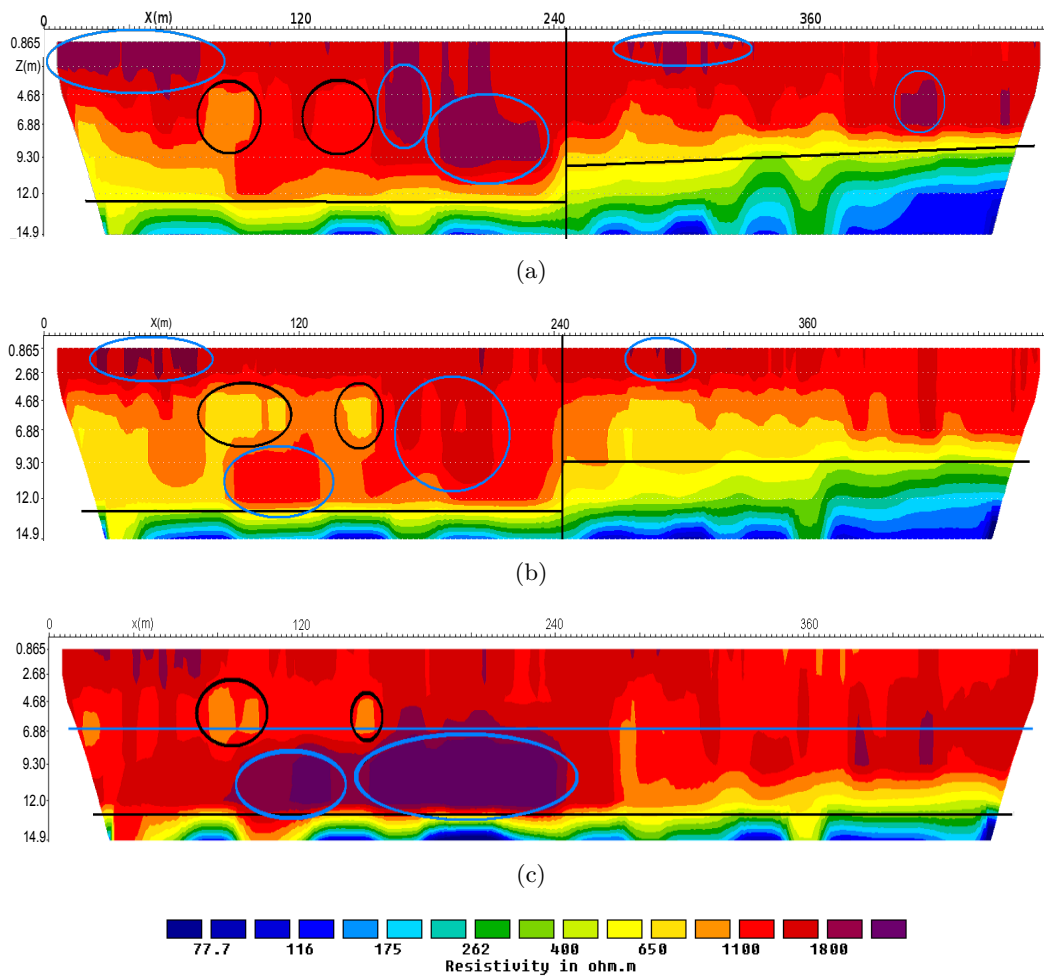 0 X(m) 120 240 360
0.865
Z(m)
4.68
6.88
9.30
12.0
14.9
(a)
0 X(m) 120 240 360
0.865
2.68
4.68
6.88
9.30
12.0
14.9
(b)
0 x(m) 120 240 360
0.865
2.68
4.68
6.88
9.30
12.0
14.9
(c)
77.7 116 175 262 400 650 1100 1800
Resistivity in ohm.m